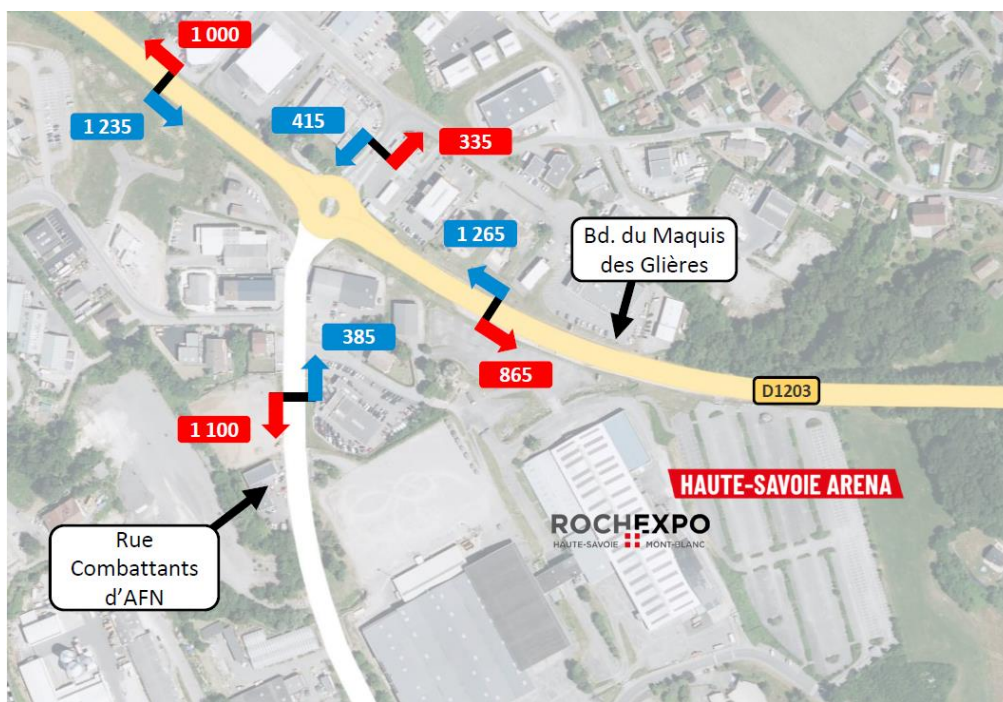 1 000
1 235
415
335
1 265
Bd. du Maquis
des Glières
385
865
D1203
1 100
HAUTE-SAVOIE ARENA
ROCHEXPO
HAUTE-SAVOIE MONT-BLANC
Rue
Combattants
d’AFN